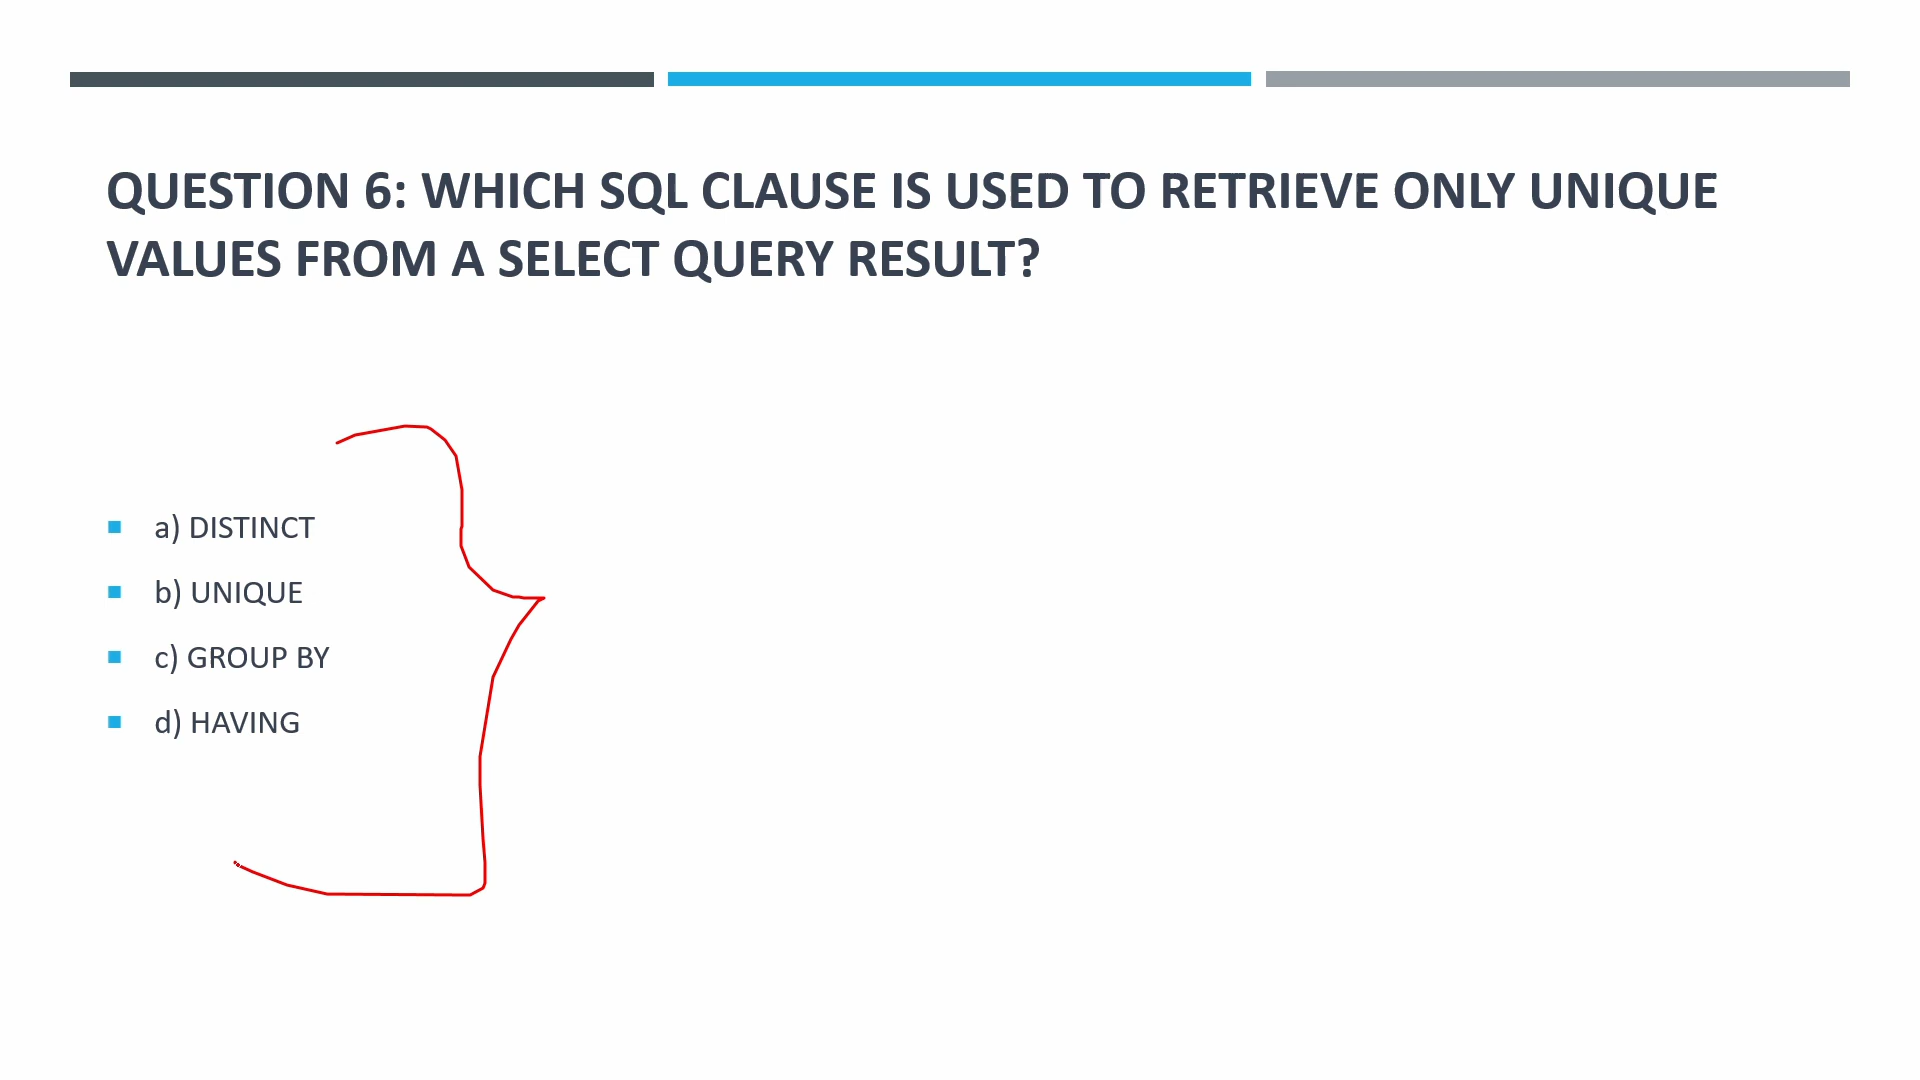 QUESTION 6: WHICH SQL CLAUSE IS USED TO RETRIEVE ONLY UNIQUE
VALUES FROM A SELECT QUERY RESULT?
a) DISTINCT
b) UNIQUE
c) GROUP BY
d) HAVING